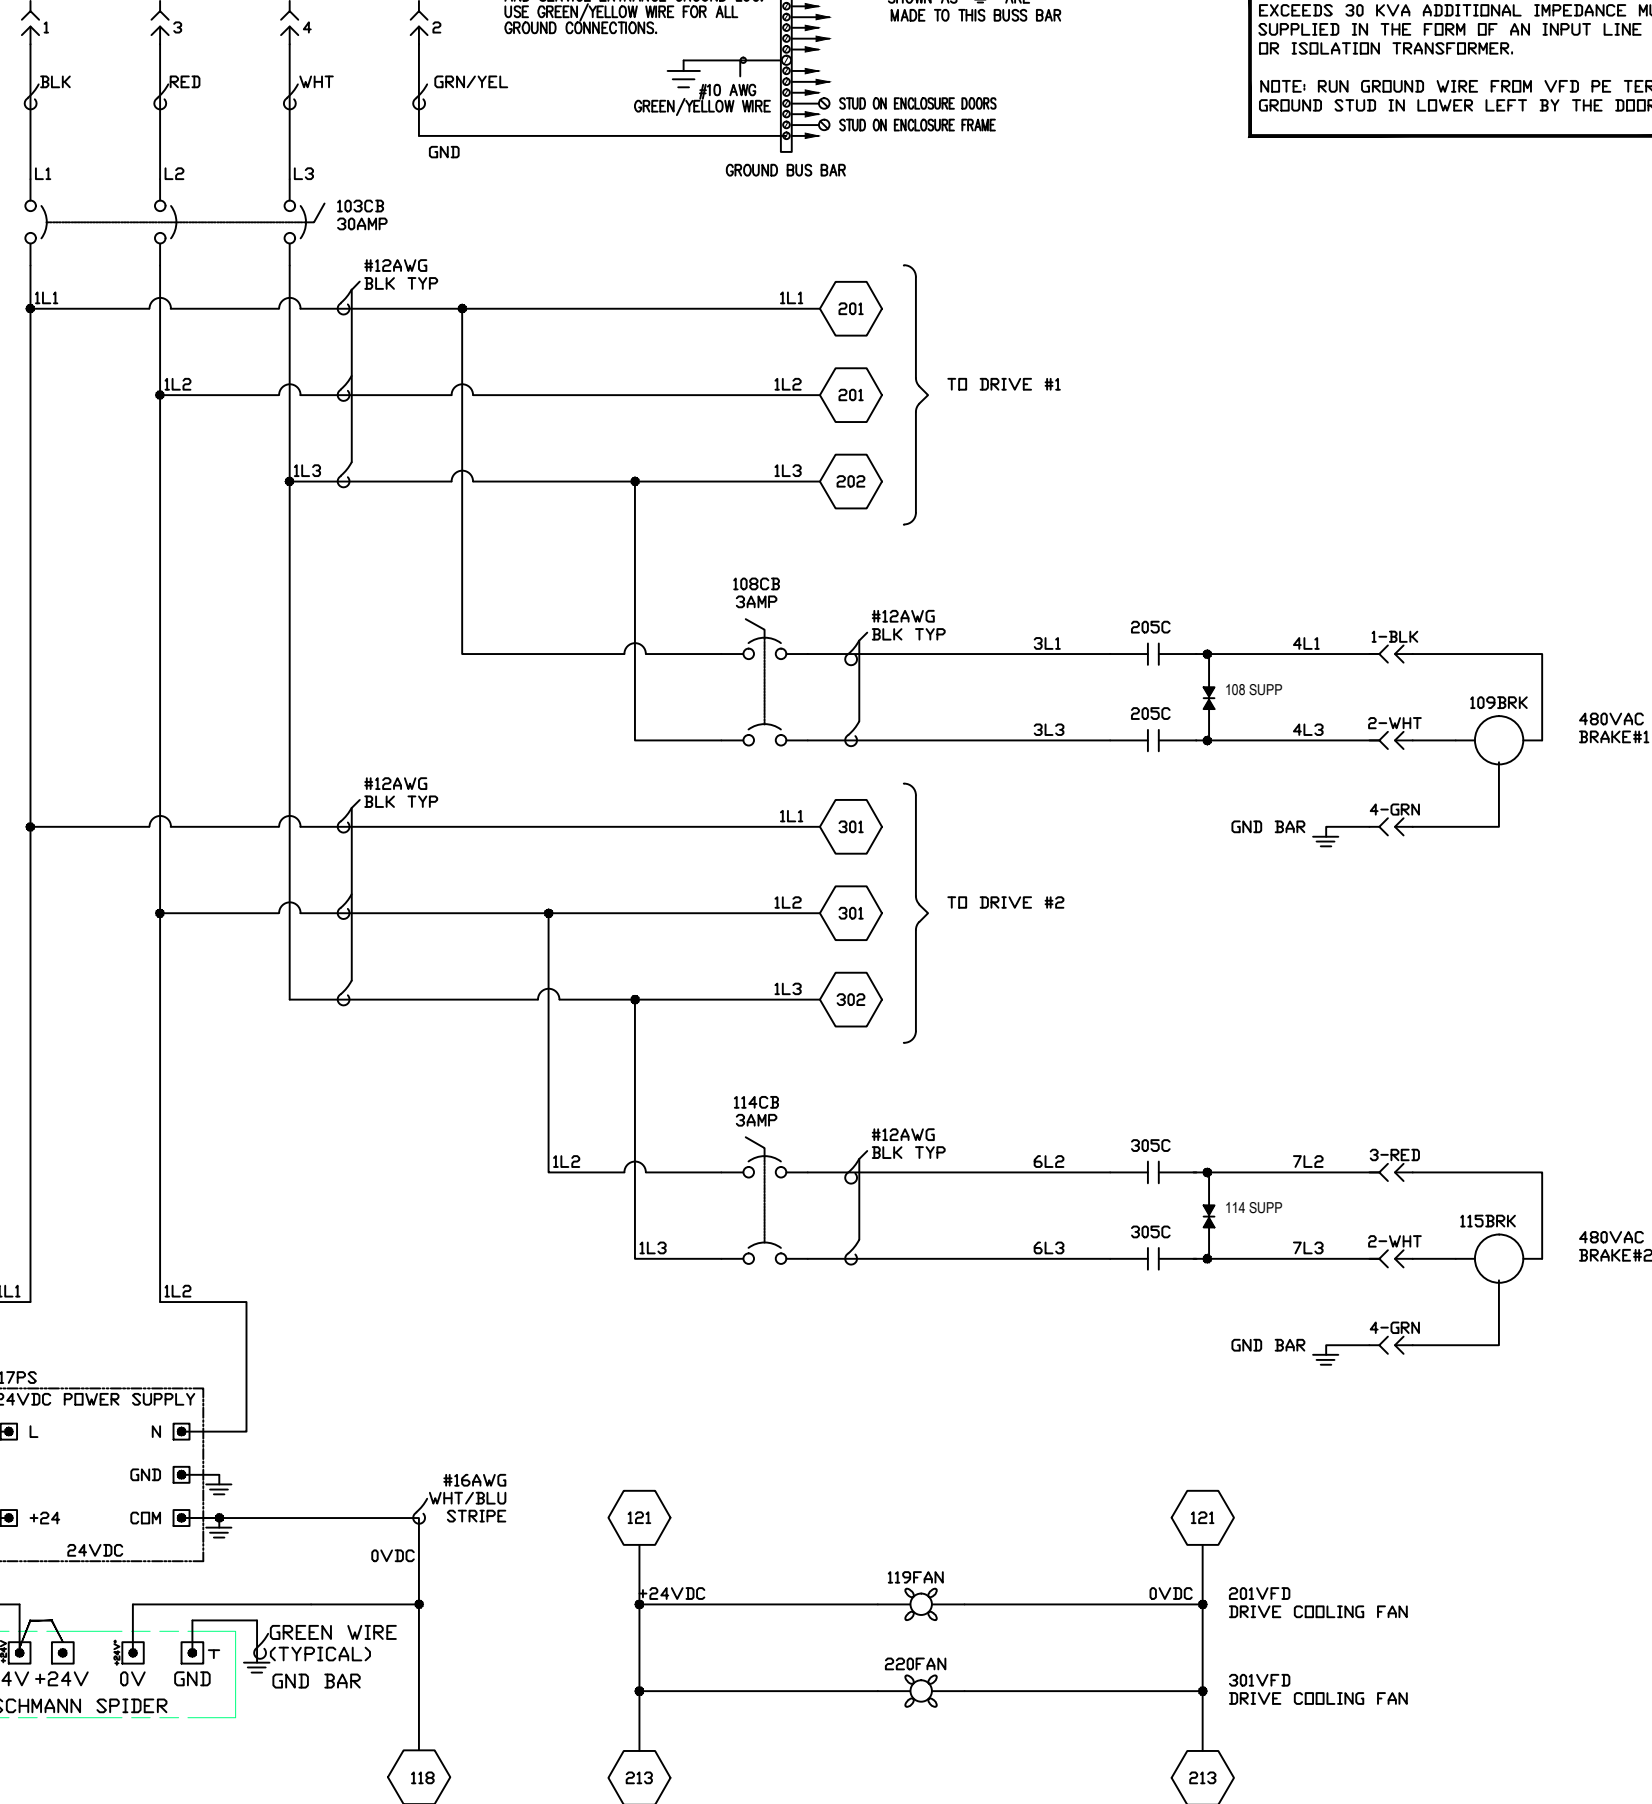 1
3
4
2
USE GREEN/YELLOW WIRE FOR ALL
GROUND CONNECTIONS.
MADE TO THIS BUSS BAR
EXCEEDS 30 KVA ADDITIONAL IMPEDANCE
SUPPLIED IN THE FORM OF AN INPUT LINE
OR ISOLATION TRANSFORMER.
NOTE: RUN GROUND WIRE FROM VFD PE
GROUND STUD IN LOWER LEFT BY THE
BLK
RED
WHT
GRN/YEL
#10 AWG
GREEN/YELLOW WIRE
STUD ON ENCLOSURE DOORS
STUD ON ENCLOSURE FRAME
GND
GROUND BUS BAR
L1
L2
L3
103CB
30AMP
#12AWG
BLK TYP
1L1
1L1
201
1L2
1L2
201
TO DRIVE #1
1L3
1L3
202
108CB
3AMP
#12AWG
BLK TYP
3L1
205C
4L1
1-BLK
108 SUPP
3L3
205C
4L3
2-WHT
109BRK
480VAC
BRAKE#1
4-GRN
GND BAR
#12AWG
BLK TYP
1L1
301
1L2
301
TO DRIVE #2
1L3
302
114CB
3AMP
#12AWG
BLK TYP
1L2
6L2
305C
7L2
3-RED
114 SUPP
1L3
6L3
305C
7L3
2-WHT
115BRK
480VAC
BRAKE#2
4-GRN
GND BAR
1L1
1L2
17PS
24VDC POWER SUPPLY
L
N
GND
+24
COM
24VDC
#16AWG
WHT/BLU
STRIPE
0VDC
121
121
119FAN
+24VDC
0VDC
201VFD
DRIVE COOLING FAN
220FAN
301VFD
DRIVE COOLING FAN
213
213
GREEN WIRE
(TYPICAL)
GND BAR
4V +24V 0V GND
SCHMANN SPIDER
118